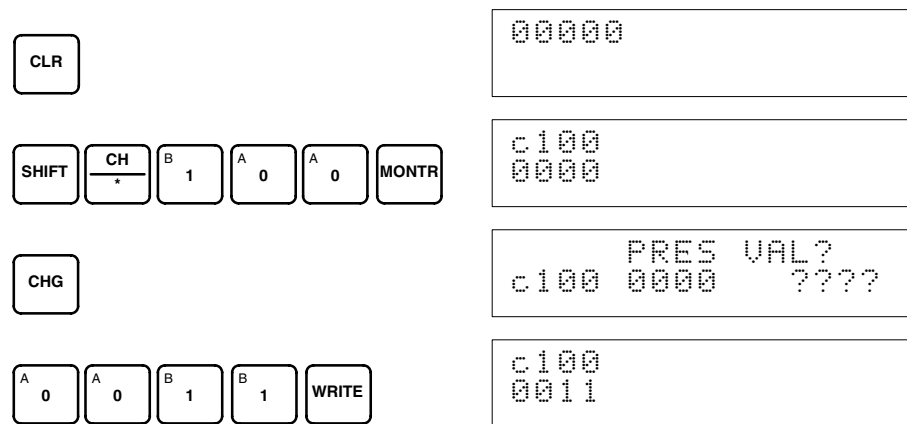 CLR
00000
SHIFT CH * B 1 A 0 A 0 MONTR
c100
0000
CHG
PRES VAL?
c100 0000 ????
A 0 A 0 B 1 B 1 WRITE
c100
0011